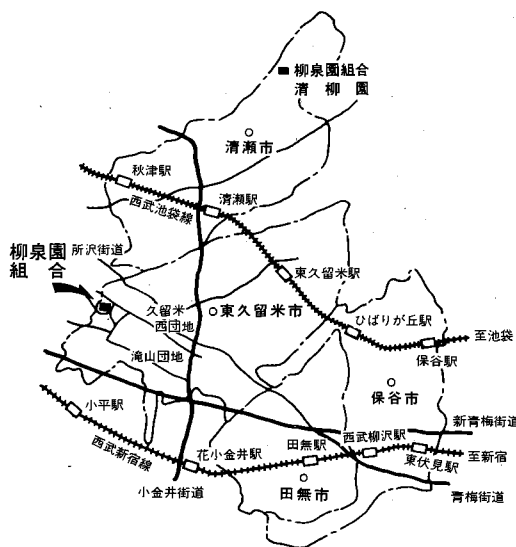 柳泉園組合
清柳園
清瀬市
秋津駅
清瀬駅
西武池袋線
所沢街道
柳泉園
組合
東久留米駅
久留米
西団地
東久留米市
ひばりが丘駅
至池袋
滝山団地
保谷駅
保谷市
小平駅
新青梅街道
西武柳沢駅
花小金井駅
田無駅
西武新宿線
至新宿
東伏見駅
小金井街道
田無市
青梅街道